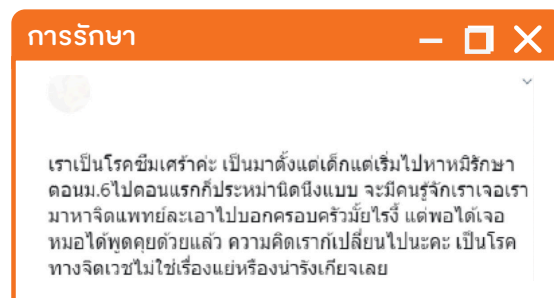 การรักษา
เราเป็นโรคซึมเศร้าค่ะ เป็นมาตั้งแต่เด็กแต่เริ่มไปหาหมิรักษา
ตอนม.6ไปตอนแรกก็ประหม่านิดนึงแบบ จะมีคนรู้จักเราเจอเรา
มาหาจิตแพทย์ละเอาไปบอกครอบครัวมั้ยไรงี้ แต่พอได้เจอ
หมอได้พูดคุยด้วยแล้ว ความคิดเราก้เปลี่ยนไปนะคะ เป็นโรค
ทางจิตเวชไม่ใช่เรื่องแย่หรืองน่ารังเกียจเลย